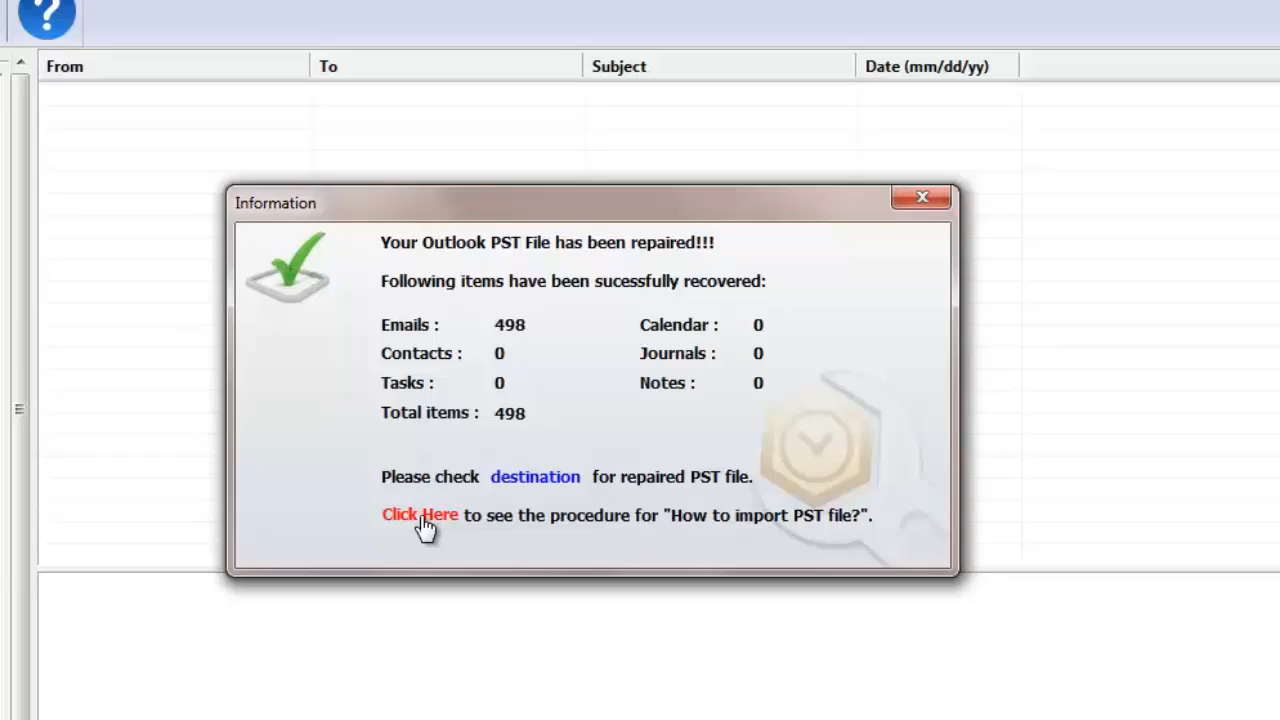 ?
From To Subject Date (mm/dd/yy)
Information
X
Your Outlook PST File has been repaired!!!
Following items have been sucessfully recovered:
Emails : 498 Calendar : 0
Contacts : 0 Journals : 0
Tasks : 0 Notes : 0
Total items : 498
Please check destination for repaired PST file.
Click Here to see the procedure for "How to import PST file?".